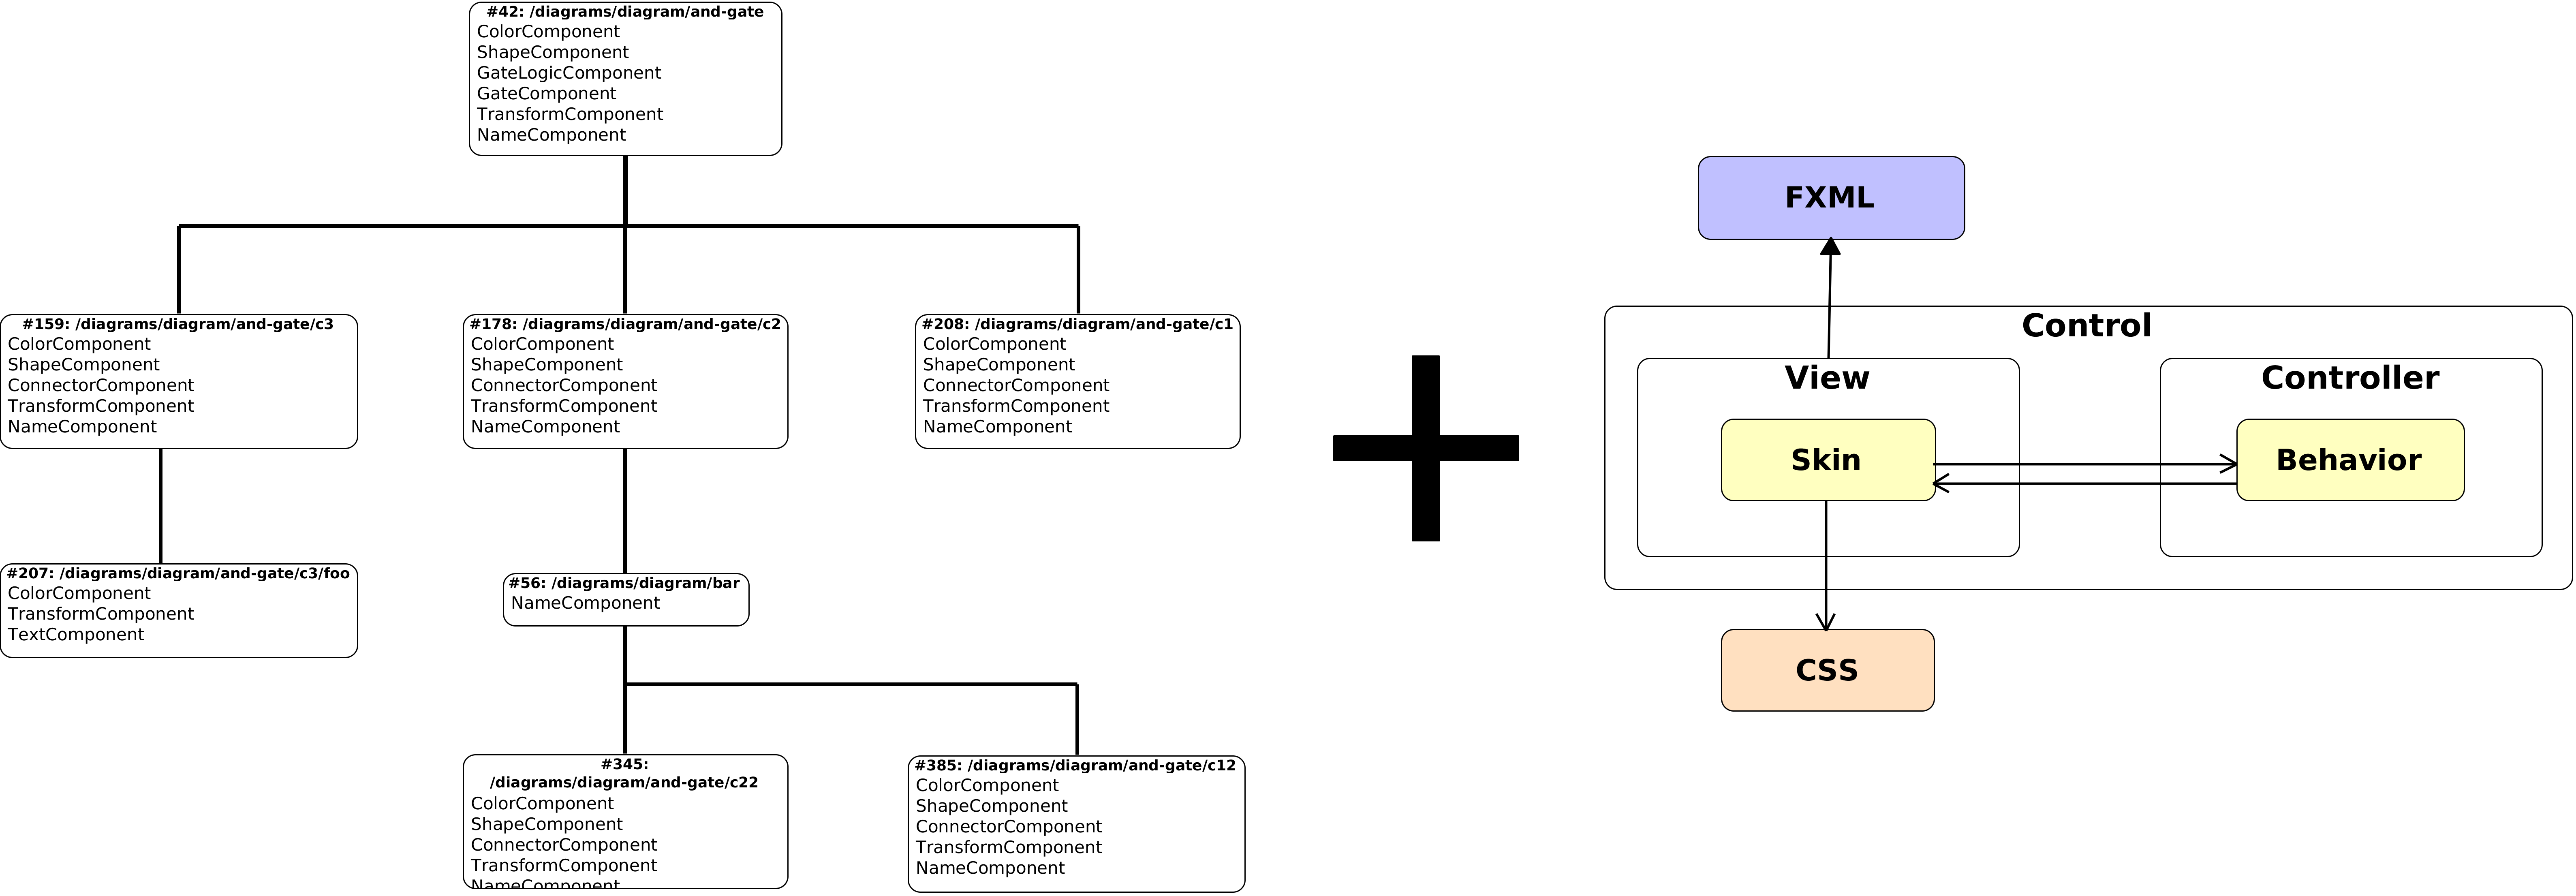 #42: /diagrams/diagram/and-gate
ColorComponent
ShapeComponent
GateLogicComponent
GateComponent
TransformComponent
NameComponent
#159: /diagrams/diagram/and-gate/c3
ColorComponent
ShapeComponent
ConnectorComponent
TransformComponent
NameComponent
#178: /diagrams/diagram/and-gate/c2
ColorComponent
ShapeComponent
ConnectorComponent
TransformComponent
NameComponent
#208: /diagrams/diagram/and-gate/c1
ColorComponent
ShapeComponent
ConnectorComponent
TransformComponent
NameComponent
#207: /diagrams/diagram/and-gate/c3/foo
ColorComponent
TransformComponent
TextComponent
#56: /diagrams/diagram/bar
NameComponent
#345:
/diagrams/diagram/and-gate/c22
ColorComponent
ShapeComponent
ConnectorComponent
TransformComponent
NameComponent
#385: /diagrams/diagram/and-gate/c12
ColorComponent
ShapeComponent
ConnectorComponent
TransformComponent
NameComponent
FXML
Control
View
Controller
Skin
Behavior
CSS